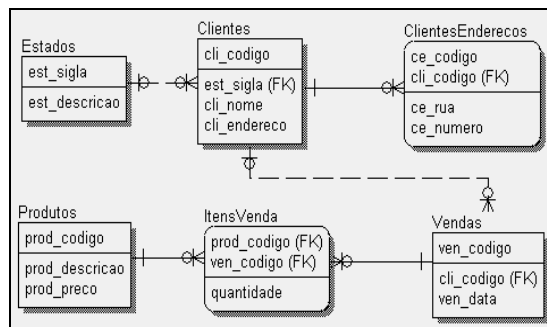 Estados
est_sigla
est_descricao
Clientes
cli_codigo
est_sigla (FK)
cli_nome
cli_endereco
ClientesEnderecos
ce_codigo
cli_codigo (FK)
ce_rua
ce_numero
Produtos
prod_codigo
prod_descricao
prod_preco
ItensVenda
prod_codigo (FK)
ven_codigo (FK)
quantidade
Vendas
ven_codigo
cli_codigo (FK)
ven_data